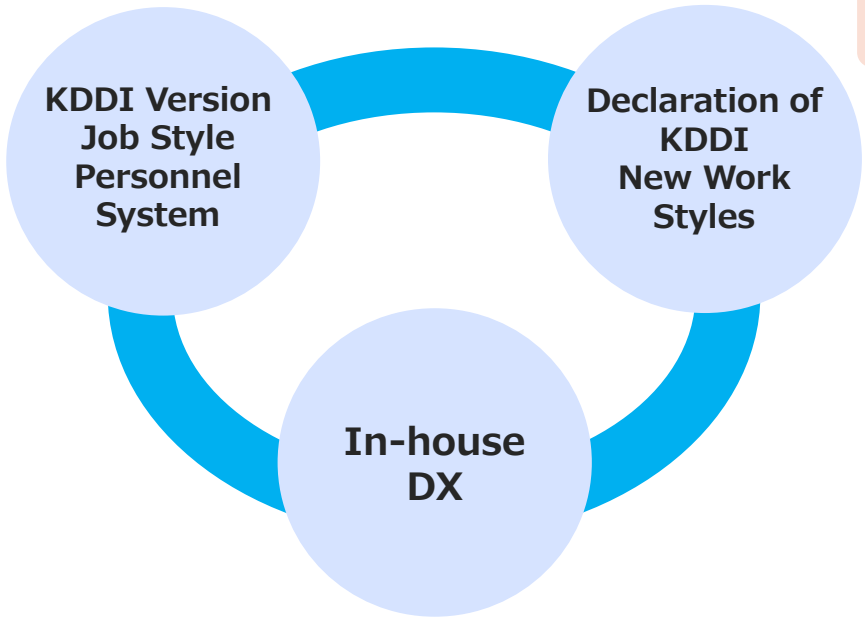 KDDI Version
Job Style
Personnel
System
Declaration of
KDDI
New Work
Styles
In-house
DX